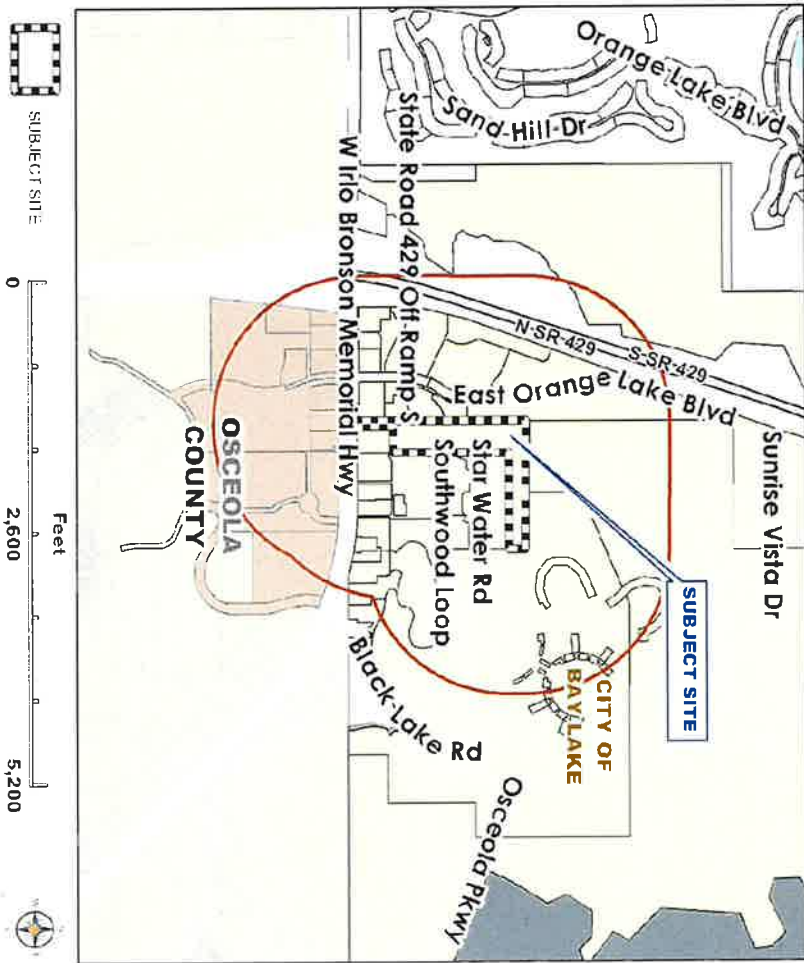 Orange Lake Blvd
Sand-Hill-Dr
State Road 429 Off-Ramp-S
W Irlo Bronson Memorial Hwy
N-SR-429
S-SR-429
East Orange Lake Blvd
Sunrise Vista Dr
Star Water Rd
Southwood Loop
SUBJECT SITE
CITY OF
BAY LAKE
OSCEOLA
COUNTY
Black-Lake Rd
Osceola Pkwy
SUBJECT SITE
Feet
0
2,600
5,200